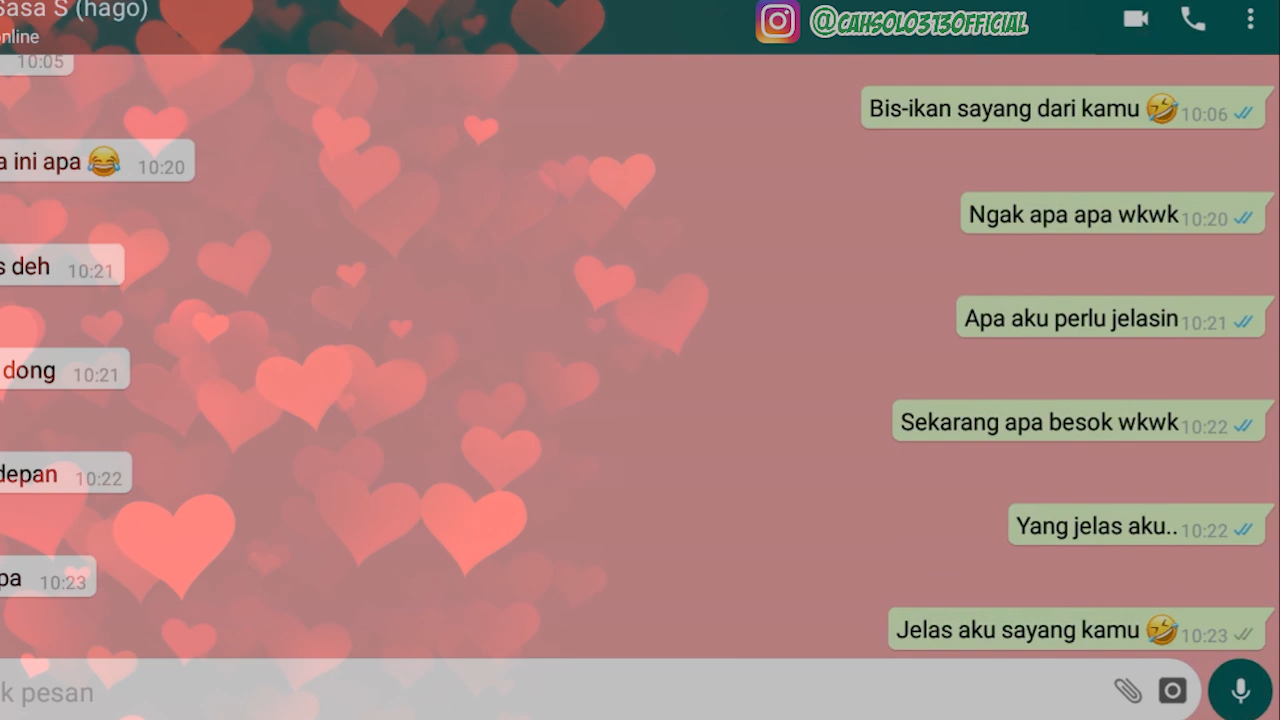 Sasa S (hago)
online
@CAHSOLO313OFFICIAL
10:05
Bis-ikan sayang dari kamu 🤣 10:06
ini apa 😂 10:20
Ngak apa apa wkwk 10:20
deh 10:21
Apa aku perlu jelasin 10:21
dong 10:21
Sekarang apa besok wkwk 10:22
depan 10:22
Yang jelas aku.. 10:22
10:23
Jelas aku sayang kamu 🤣 10:23
pesan